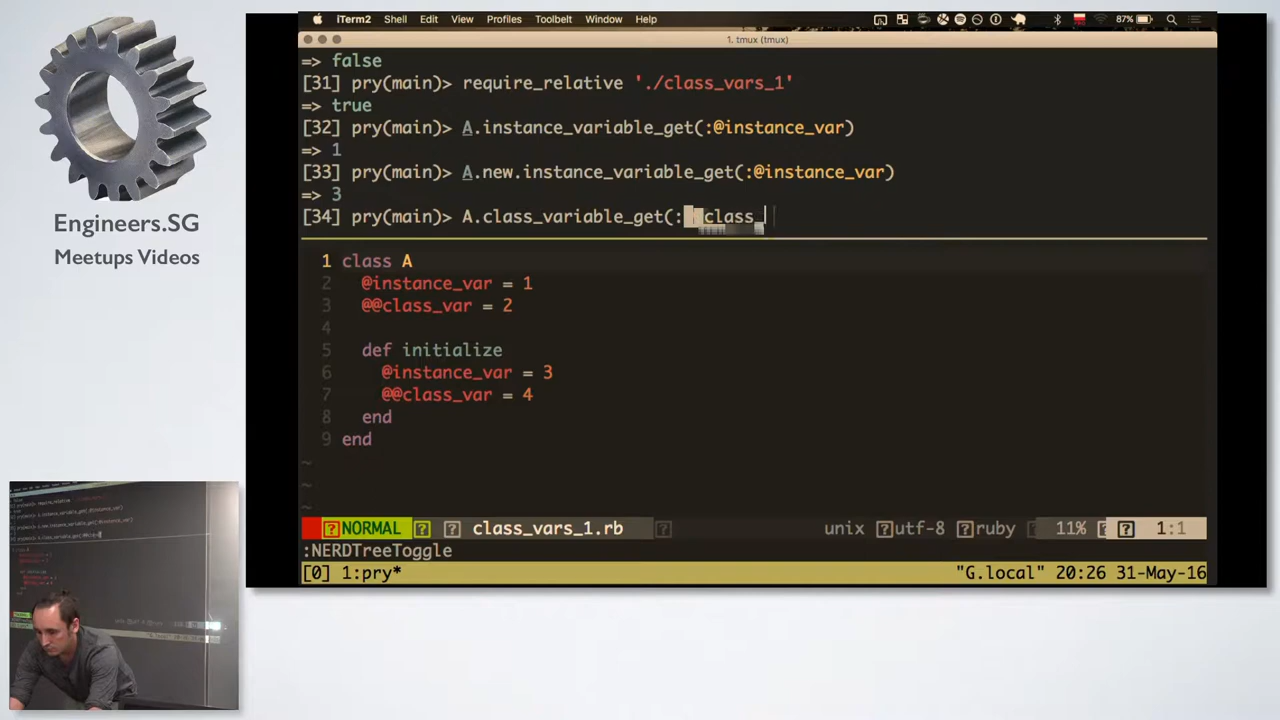 iTerm2 Shell Edit View Profiles Toolbelt Window Help 87%
1. tmux (tmux)
=> false
[31] pry(main)> require_relative './class_vars_1'
=> true
[32] pry(main)> A.instance_variable_get(:@instance_var)
=> 1
[33] pry(main)> A.new.instance_variable_get(:@instance_var)
=> 3
[34] pry(main)> A.class_variable_get(: class_
1 class A
2 @instance_var = 1
3 @@class_var = 2
4
5 def initialize
6 @instance_var = 3
7 @@class_var = 4
8 end
9 end
~
~
~
NORMAL class_vars_1.rb unix utf-8 ruby 11% 1:1
:NERDTreeToggle
[0] 1:pry* "G.local" 20:26 31-May-16
Engineers.SG
Meetups Videos